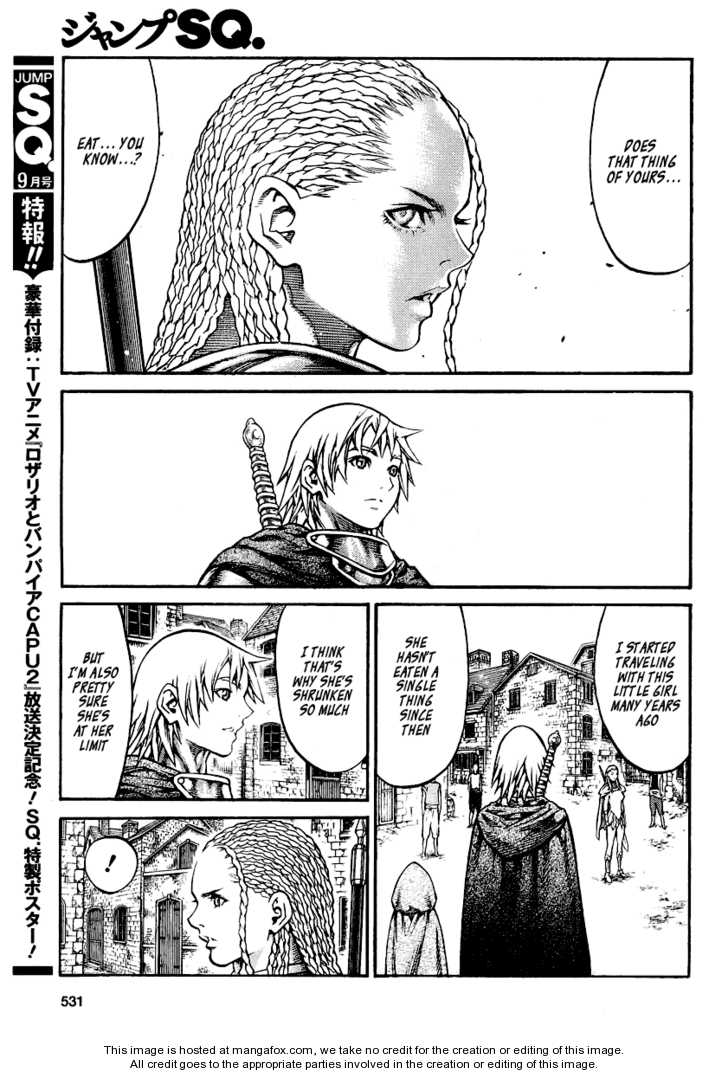 ジャンプSQ.
JUMP
SQ.
9月号
特報!!
豪華付録:TVアニメ『ロザリオとバンパイアCAPU2』放送決定記念!SQ.特製ポスター!
DOES
THAT THING
OF YOURS...
EAT...YOU
KNOW...?
I STARTED
TRAVELING
WITH THIS
LITTLE GIRL
MANY YEARS
AGO
SHE
HASN'T
EATEN A
SINGLE
THING
SINCE
THEN
I THINK
THAT'S
WHY SHE'S
SHRUNKEN
SO MUCH
BUT
I'M ALSO
PRETTY
SURE
SHE'S
AT HER
LIMIT
!
531
This image is hosted at mangafox.com, we take no credit for the creation or editing of this image.
All credit goes to the appropriate parties involved in the creation or editing of this image.